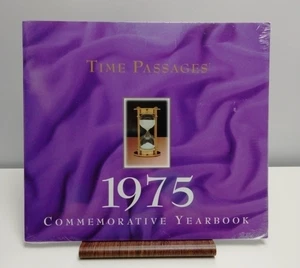 TIME PASSAGES
1975
COMMEMORATIVE YEARBOOK